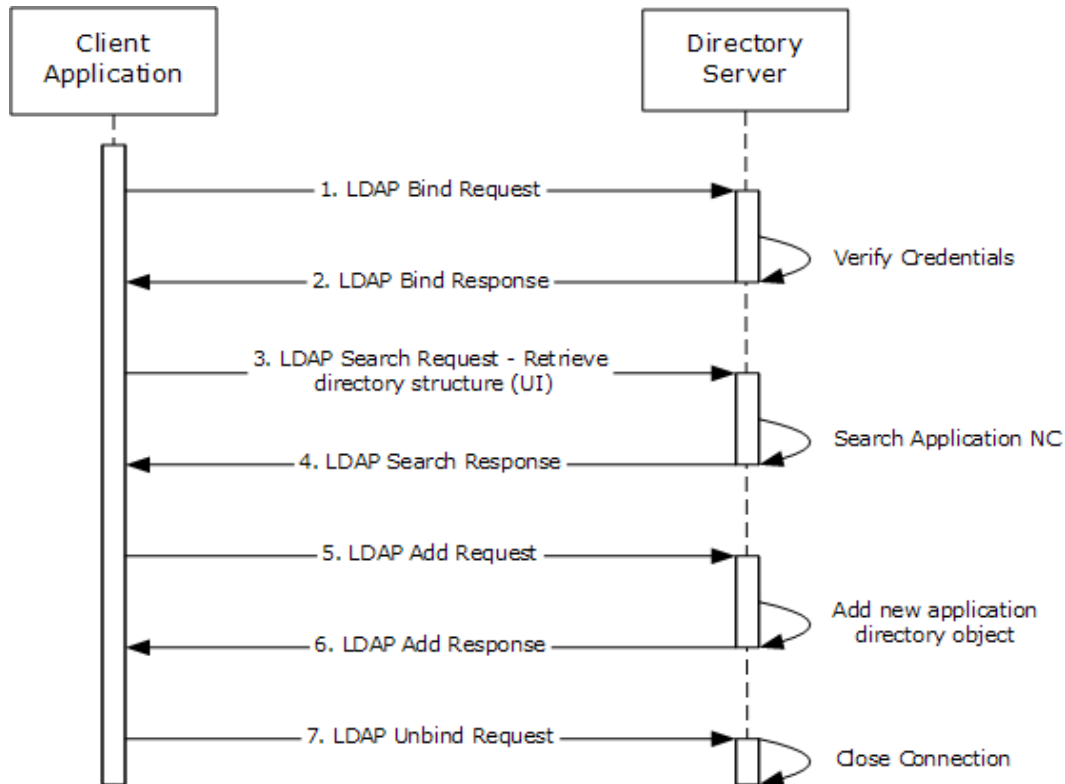 Client
Application
Directory
Server
1. LDAP Bind Request
Verify Credentials
2. LDAP Bind Response
3. LDAP Search Request - Retrieve
directory structure (UI)
Search Application NC
4. LDAP Search Response
5. LDAP Add Request
Add new application
directory object
6. LDAP Add Response
7. LDAP Unbind Request
Close Connection